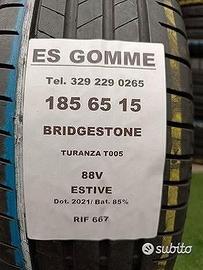 ES GOMME
Tel. 329 229 0265
185 65 15
BRIDGESTONE
TURANZA T005
88V
ESTIVE
Dot. 2021/ Bat. 85%
RIF 667
subito